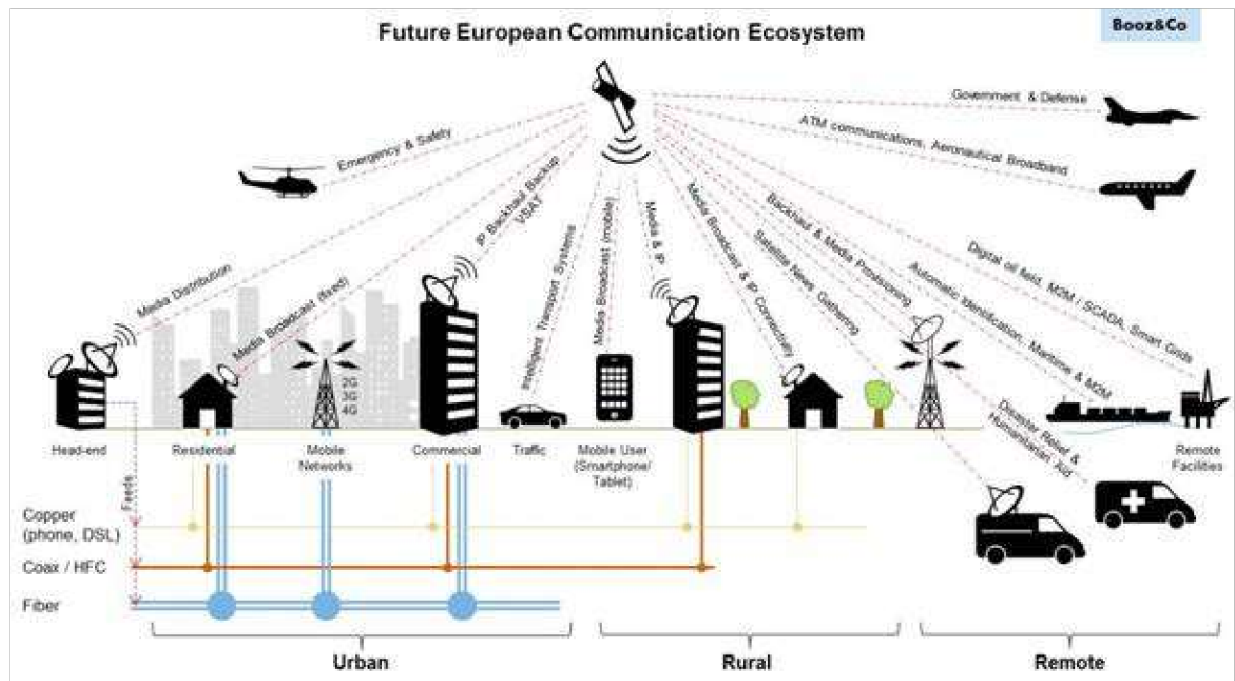 Future European Communication Ecosystem
Booz&Co
Government & Defense
ATM communications, Aeronautical Broadband
Emergency & Safety
IP Backhaul Backup
VSAT
Media Distribution
Media Broadcast (fixed)
Intelligent Transport Systems
Media Broadcast (mobile)
Media & IP
Media Broadcast & IP Connectivity
Satellite News Gathering
Backhaul & Media Provisioning
Automatic Identification, Maritime & M2M
Digital oil field, M2M / SCADA, Smart Grids
Disaster Relief &
Humanitarian Aid
2G
3G
4G
Head-end
Residential
Mobile
Networks
Commercial
Traffic
Mobile User
(Smartphone/
Tablet)
Remote
Facilities
Feeds
Copper
(phone, DSL)
Coax / HFC
Fiber
Urban
Rural
Remote